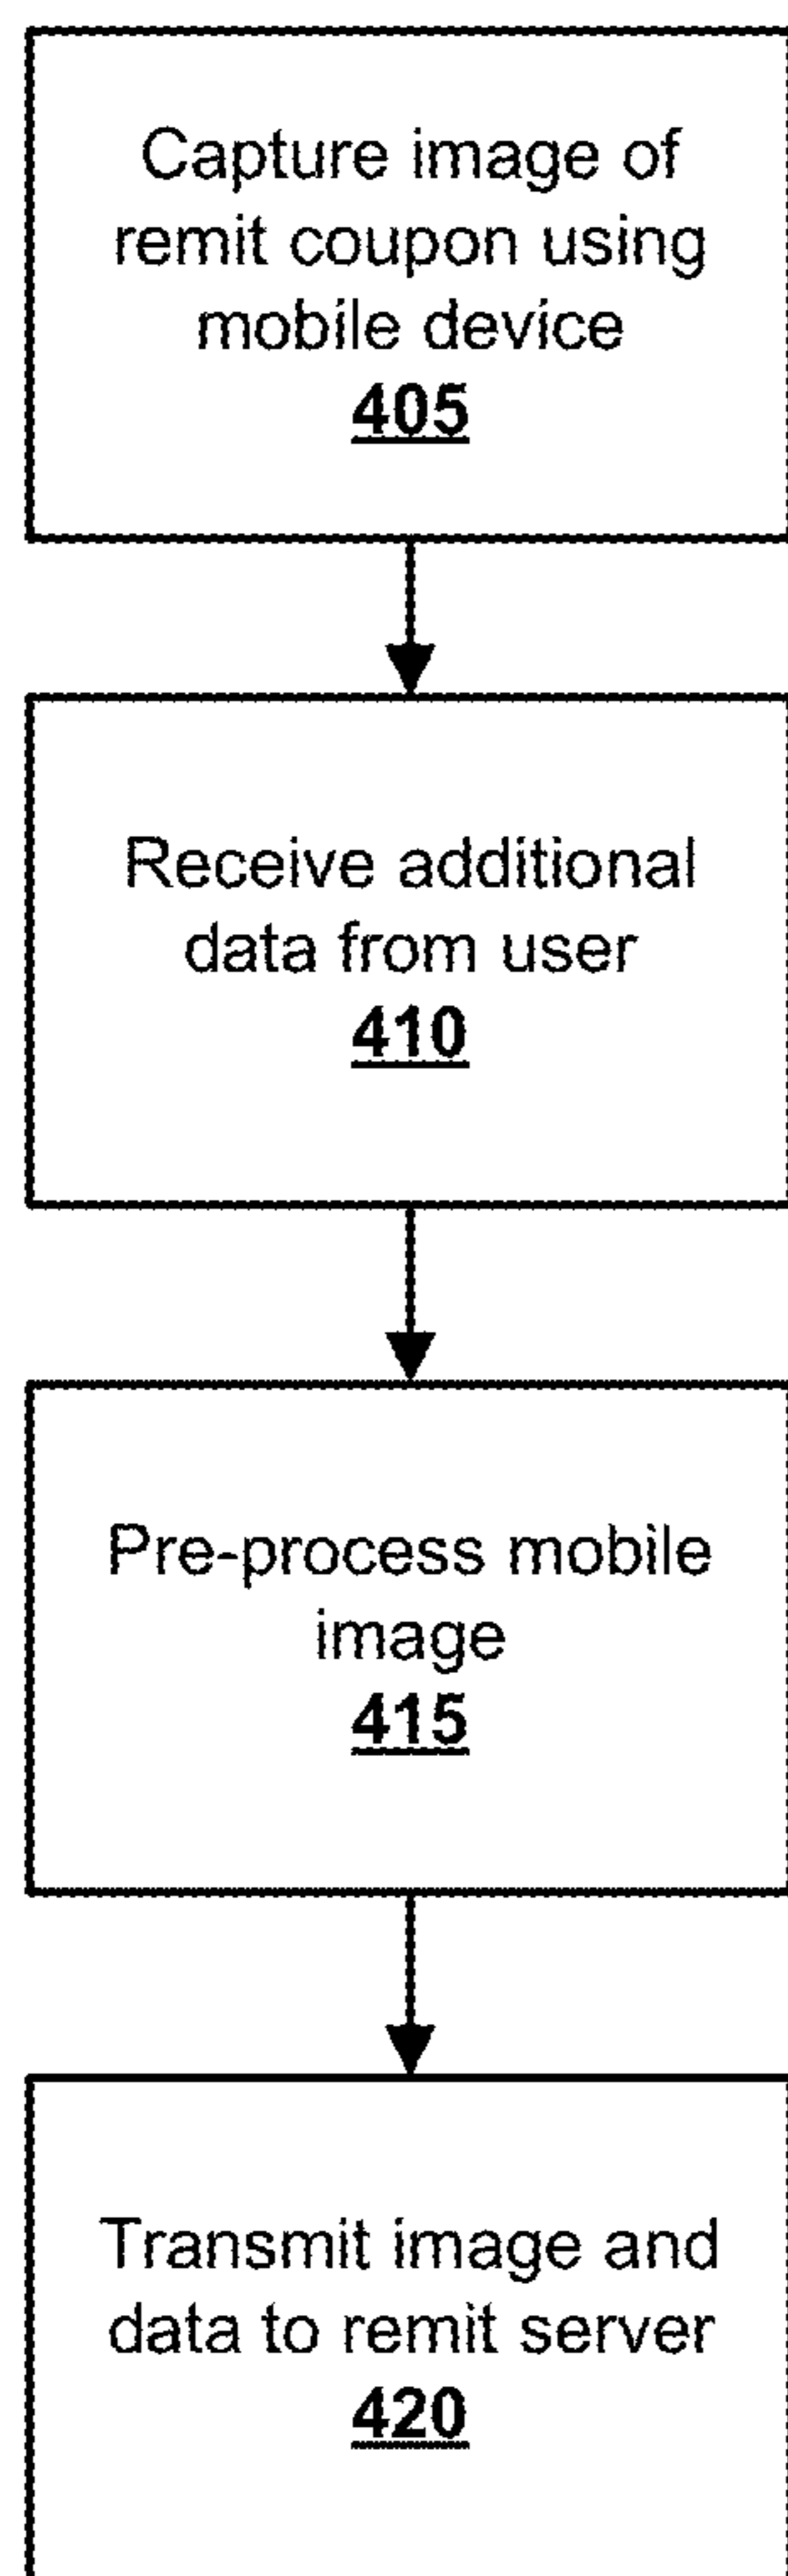 Capture image of
remit coupon using
mobile device
405
Receive additional
data from user
410
Pre-process mobile
image
415
Transmit image and
data to remit server
420